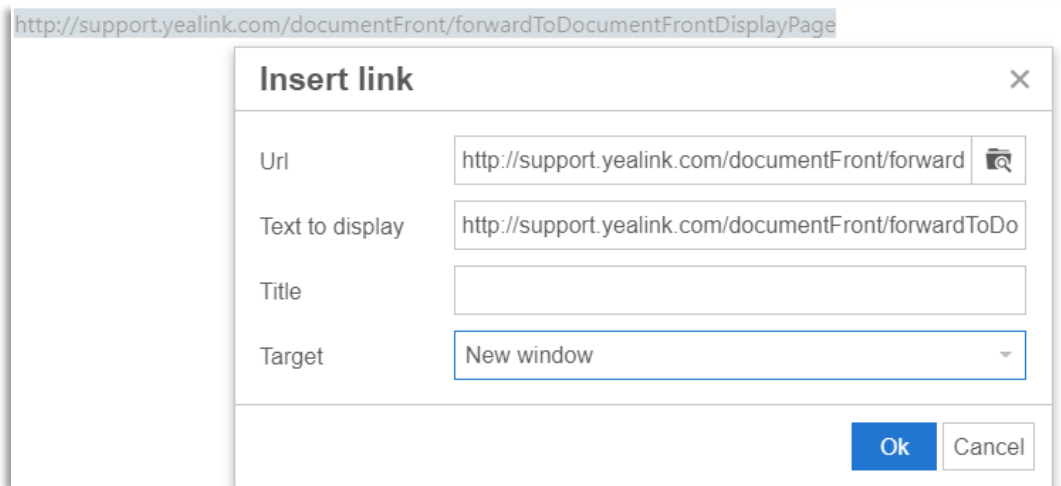 http://support.yealink.com/documentFront/forwardToDocumentFrontDisplayPage
Insert link
Url http://support.yealink.com/documentFront/forward
Text to display http://support.yealink.com/documentFront/forwardToDo
Title
Target New window
Ok Cancel